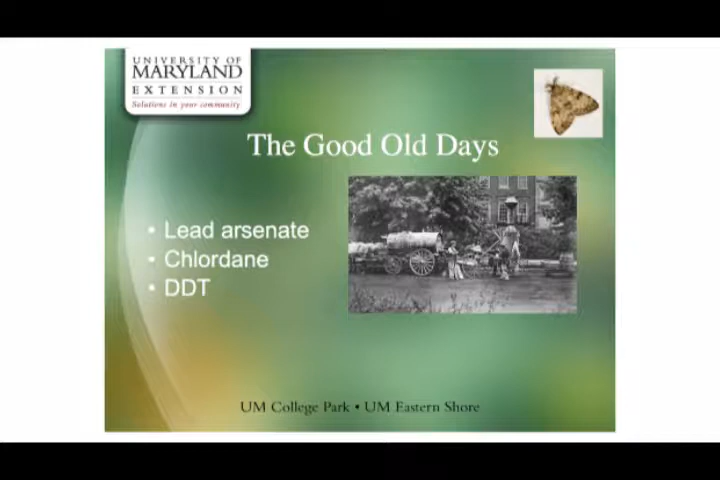 UNIVERSITY OF
MARYLAND
EXTENSION
Solutions in your community
The Good Old Days
• Lead arsenate
• Chlordane
• DDT
UM College Park • UM Eastern Shore